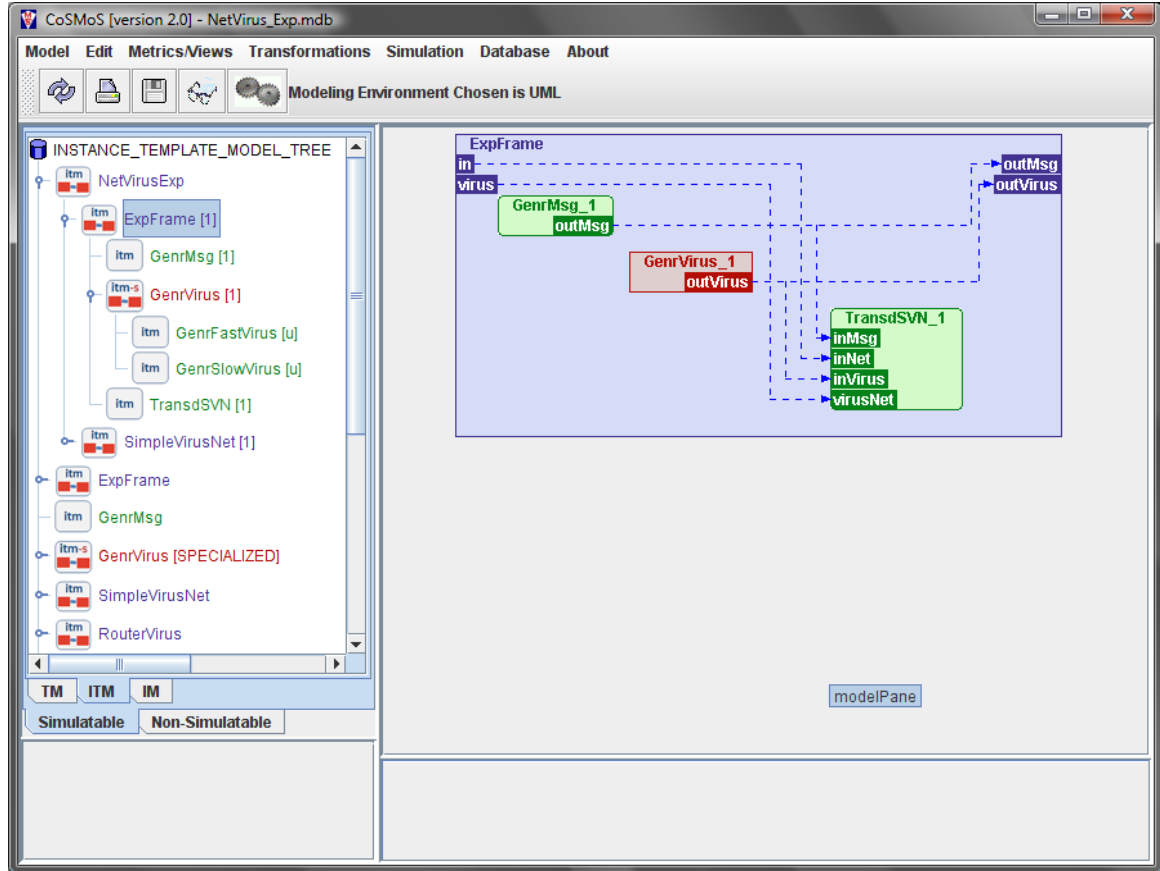 CoSMoS [version 2.0] - NetVirus_Exp.mdb
Model Edit Metrics/Views Transformations Simulation Database About
Modeling Environment Chosen is UML
INSTANCE_TEMPLATE_MODEL_TREE
itm NetVirusExp
itm ExpFrame [1]
itm GenrMsg [1]
itm-s GenrVirus [1]
itm GenrFastVirus [u]
itm GenrSlowVirus [u]
itm TransdSVN [1]
itm SimpleVirusNet [1]
itm ExpFrame
itm GenrMsg
itm-s GenrVirus [SPECIALIZED]
itm SimpleVirusNet
itm RouterVirus
TM ITM IM
Simulatable Non-Simulatable
ExpFrame
in outMsg
virus outVirus
GenrMsg_1
outMsg
GenrVirus_1
outVirus
TransdSVN_1
inMsg
inNet
inVirus
virusNet
modelPane